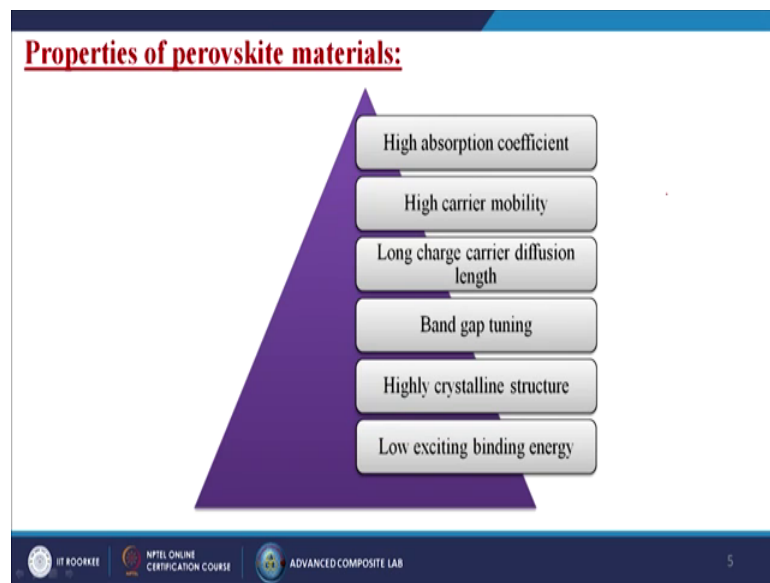 Properties of perovskite materials:
High absorption coefficient
High carrier mobility
Long charge carrier diffusion
length
Band gap tuning
Highly crystalline structure
Low exciting binding energy
IIT ROORKEE
NPTEL ONLINE
CERTIFICATION COURSE
ADVANCED COMPOSITE LAB
5